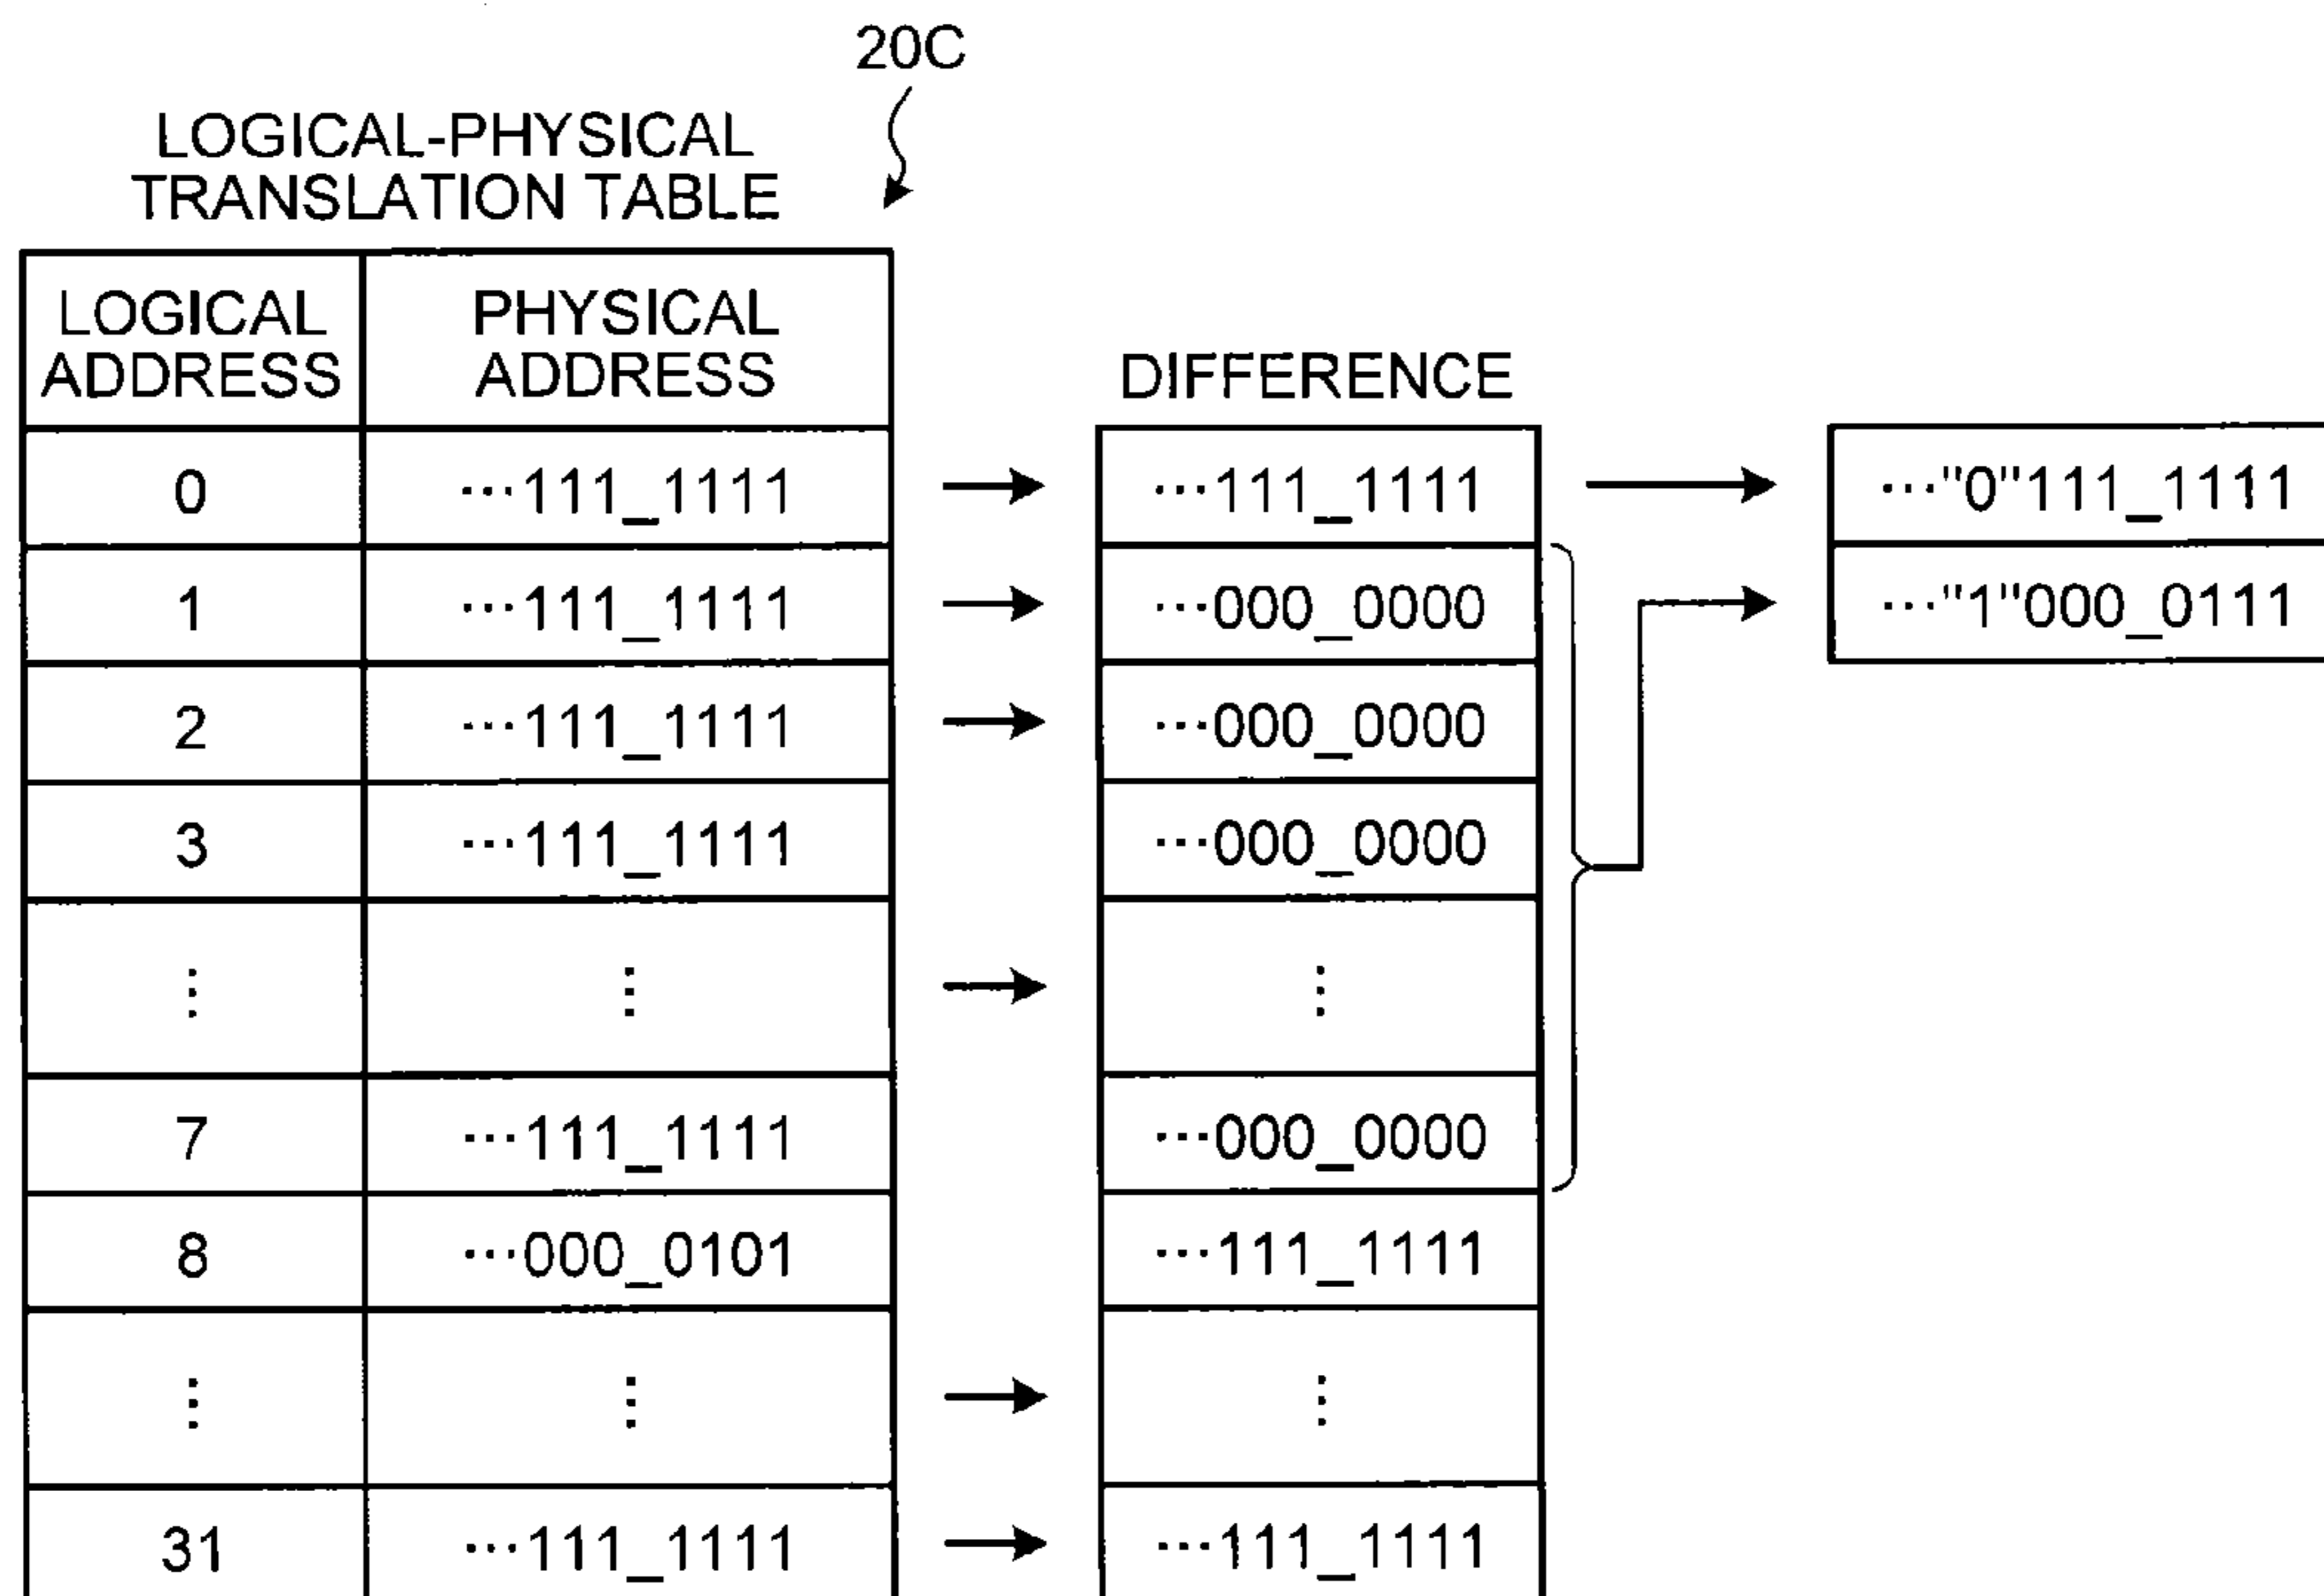 20C
LOGICAL-PHYSICAL
TRANSLATION TABLE
LOGICAL
ADDRESS
PHYSICAL
ADDRESS
DIFFERENCE
0 ···111_1111 ···111_1111 ···"0"111_1111
1 ···111_1111 ···000_0000 ···"1"000_0111
2 ···111_1111 ···000_0000
3 ···111_1111 ···000_0000
⋮ ⋮ ⋮
7 ···111_1111 ···000_0000
8 ···000_0101 ···111_1111
⋮ ⋮ ⋮
31 ···111_1111 ···111_1111